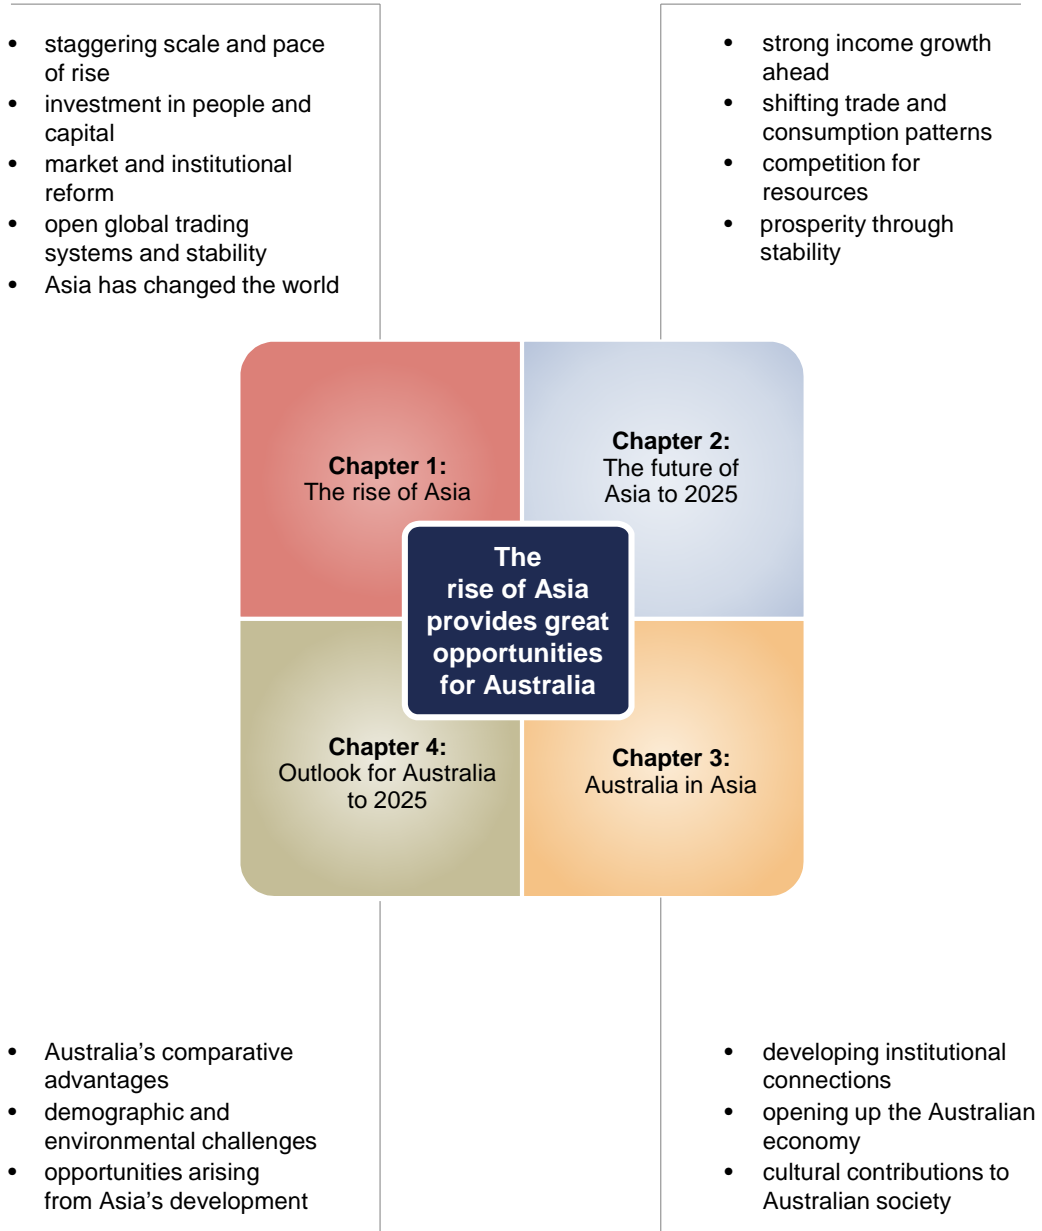 • staggering scale and pace
of rise
• investment in people and
capital
• market and institutional
reform
• open global trading
systems and stability
• Asia has changed the world
• strong income growth
ahead
• shifting trade and
consumption patterns
• competition for
resources
• prosperity through
stability
Chapter 1:
The rise of Asia
Chapter 2:
The future of
Asia to 2025
The
rise of Asia
provides great
opportunities
for Australia
Chapter 4:
Outlook for Australia
to 2025
Chapter 3:
Australia in Asia
• Australia’s comparative
advantages
• demographic and
environmental challenges
• opportunities arising
from Asia’s development
• developing institutional
connections
• opening up the Australian
economy
• cultural contributions to
Australian society